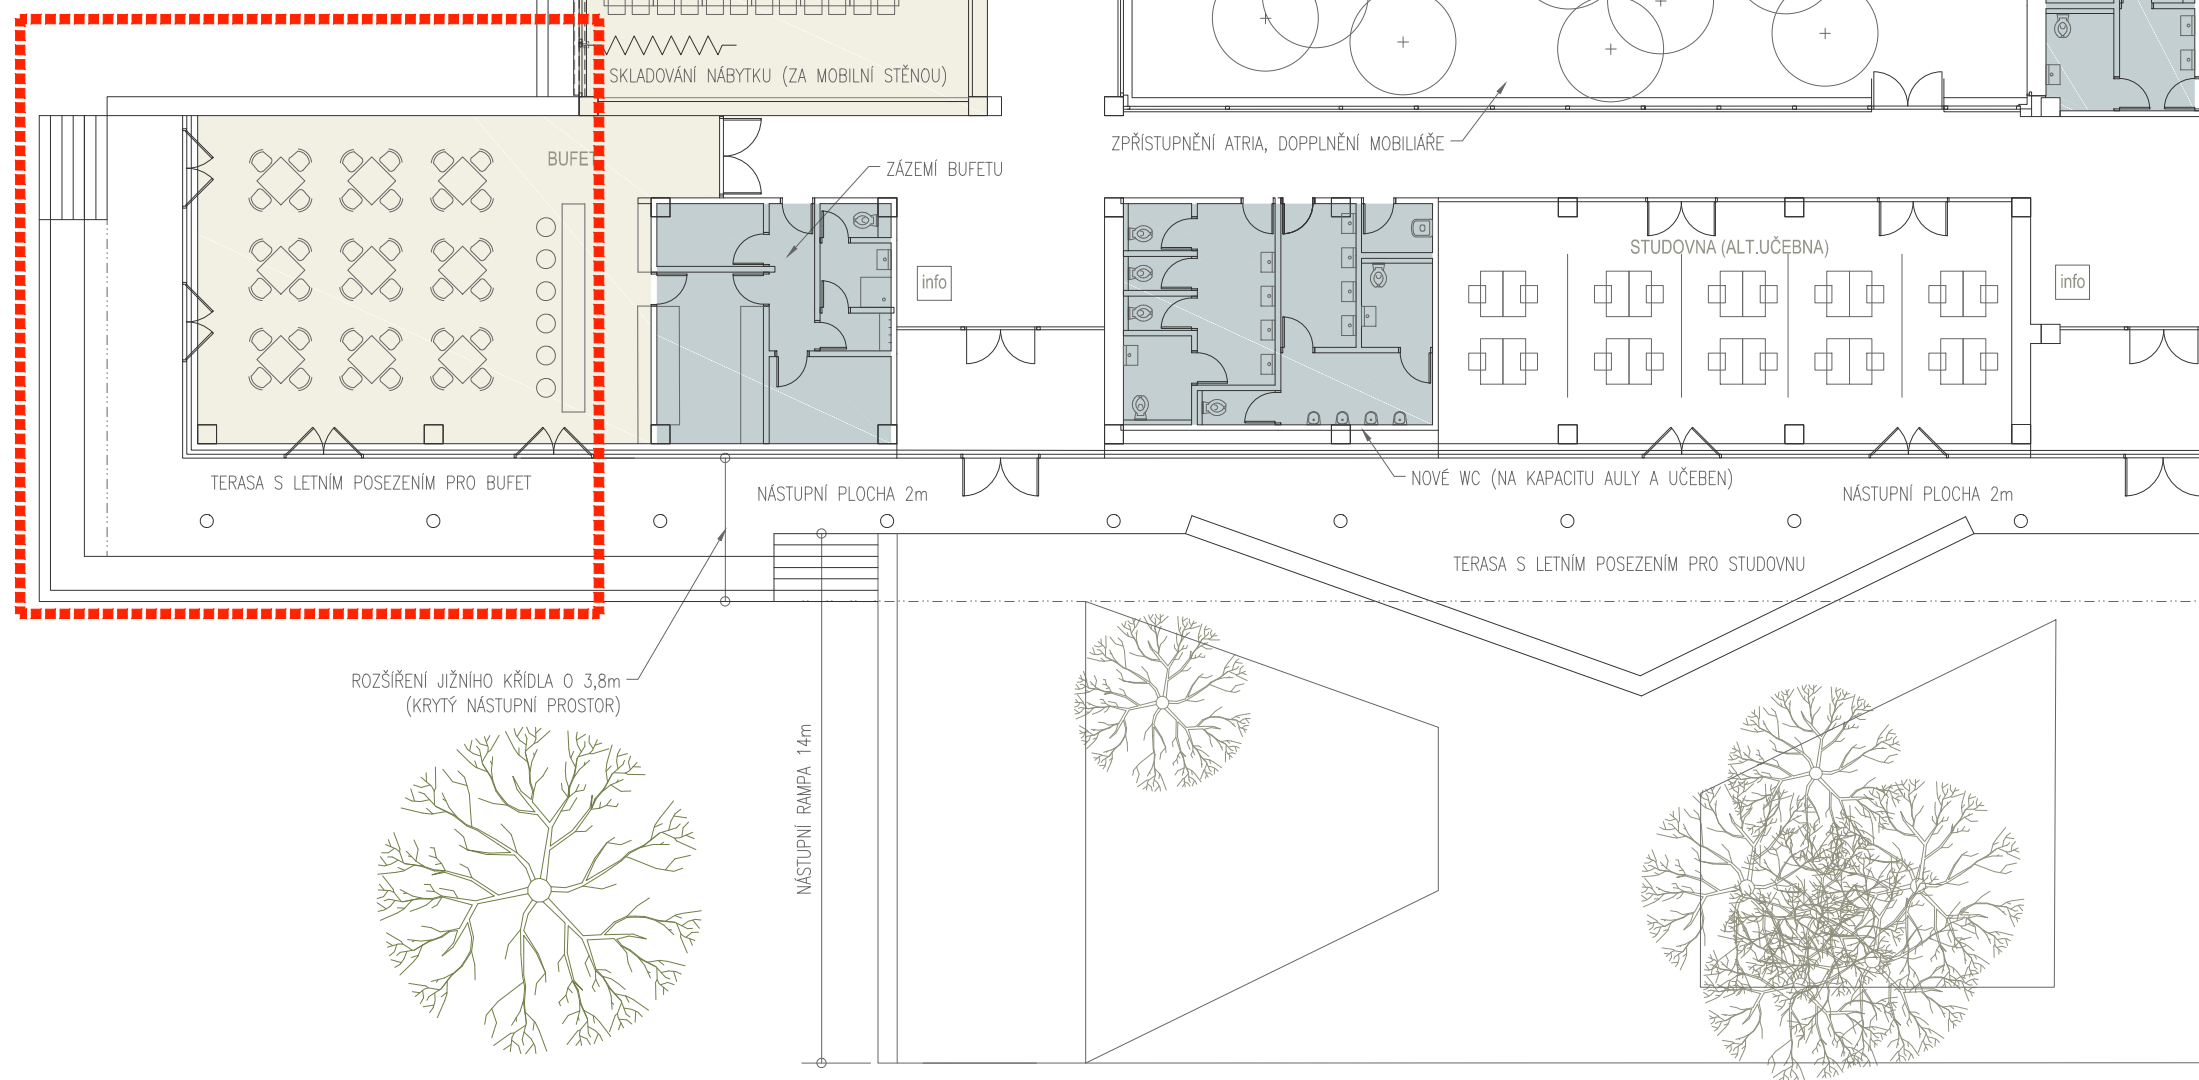 SKLADOVÁNÍ NÁBYTKU (ZA MOBILNÍ STĚNOU)
ZPŘÍSTUPNĚNÍ ATRIA, DOPLNĚNÍ MOBILIÁŘE
BUFET
ZÁZEMÍ BUFETU
STUDOVNA (ALT.UČEBNA)
info
info
TERASA S LETNÍM POSEZENÍM PRO BUFET
NÁSTUPNÍ PLOCHA 2m
NOVÉ WC (NA KAPACITU AULY A UČEBEN)
NÁSTUPNÍ PLOCHA 2m
TERASA S LETNÍM POSEZENÍM PRO STUDOVNU
ROZŠÍŘENÍ JIŽNÍHO KŘÍDLA O 3,8m
(KRYTÝ NÁSTUPNÍ PROSTOR)
NÁSTUPNÍ RAMPA 14m